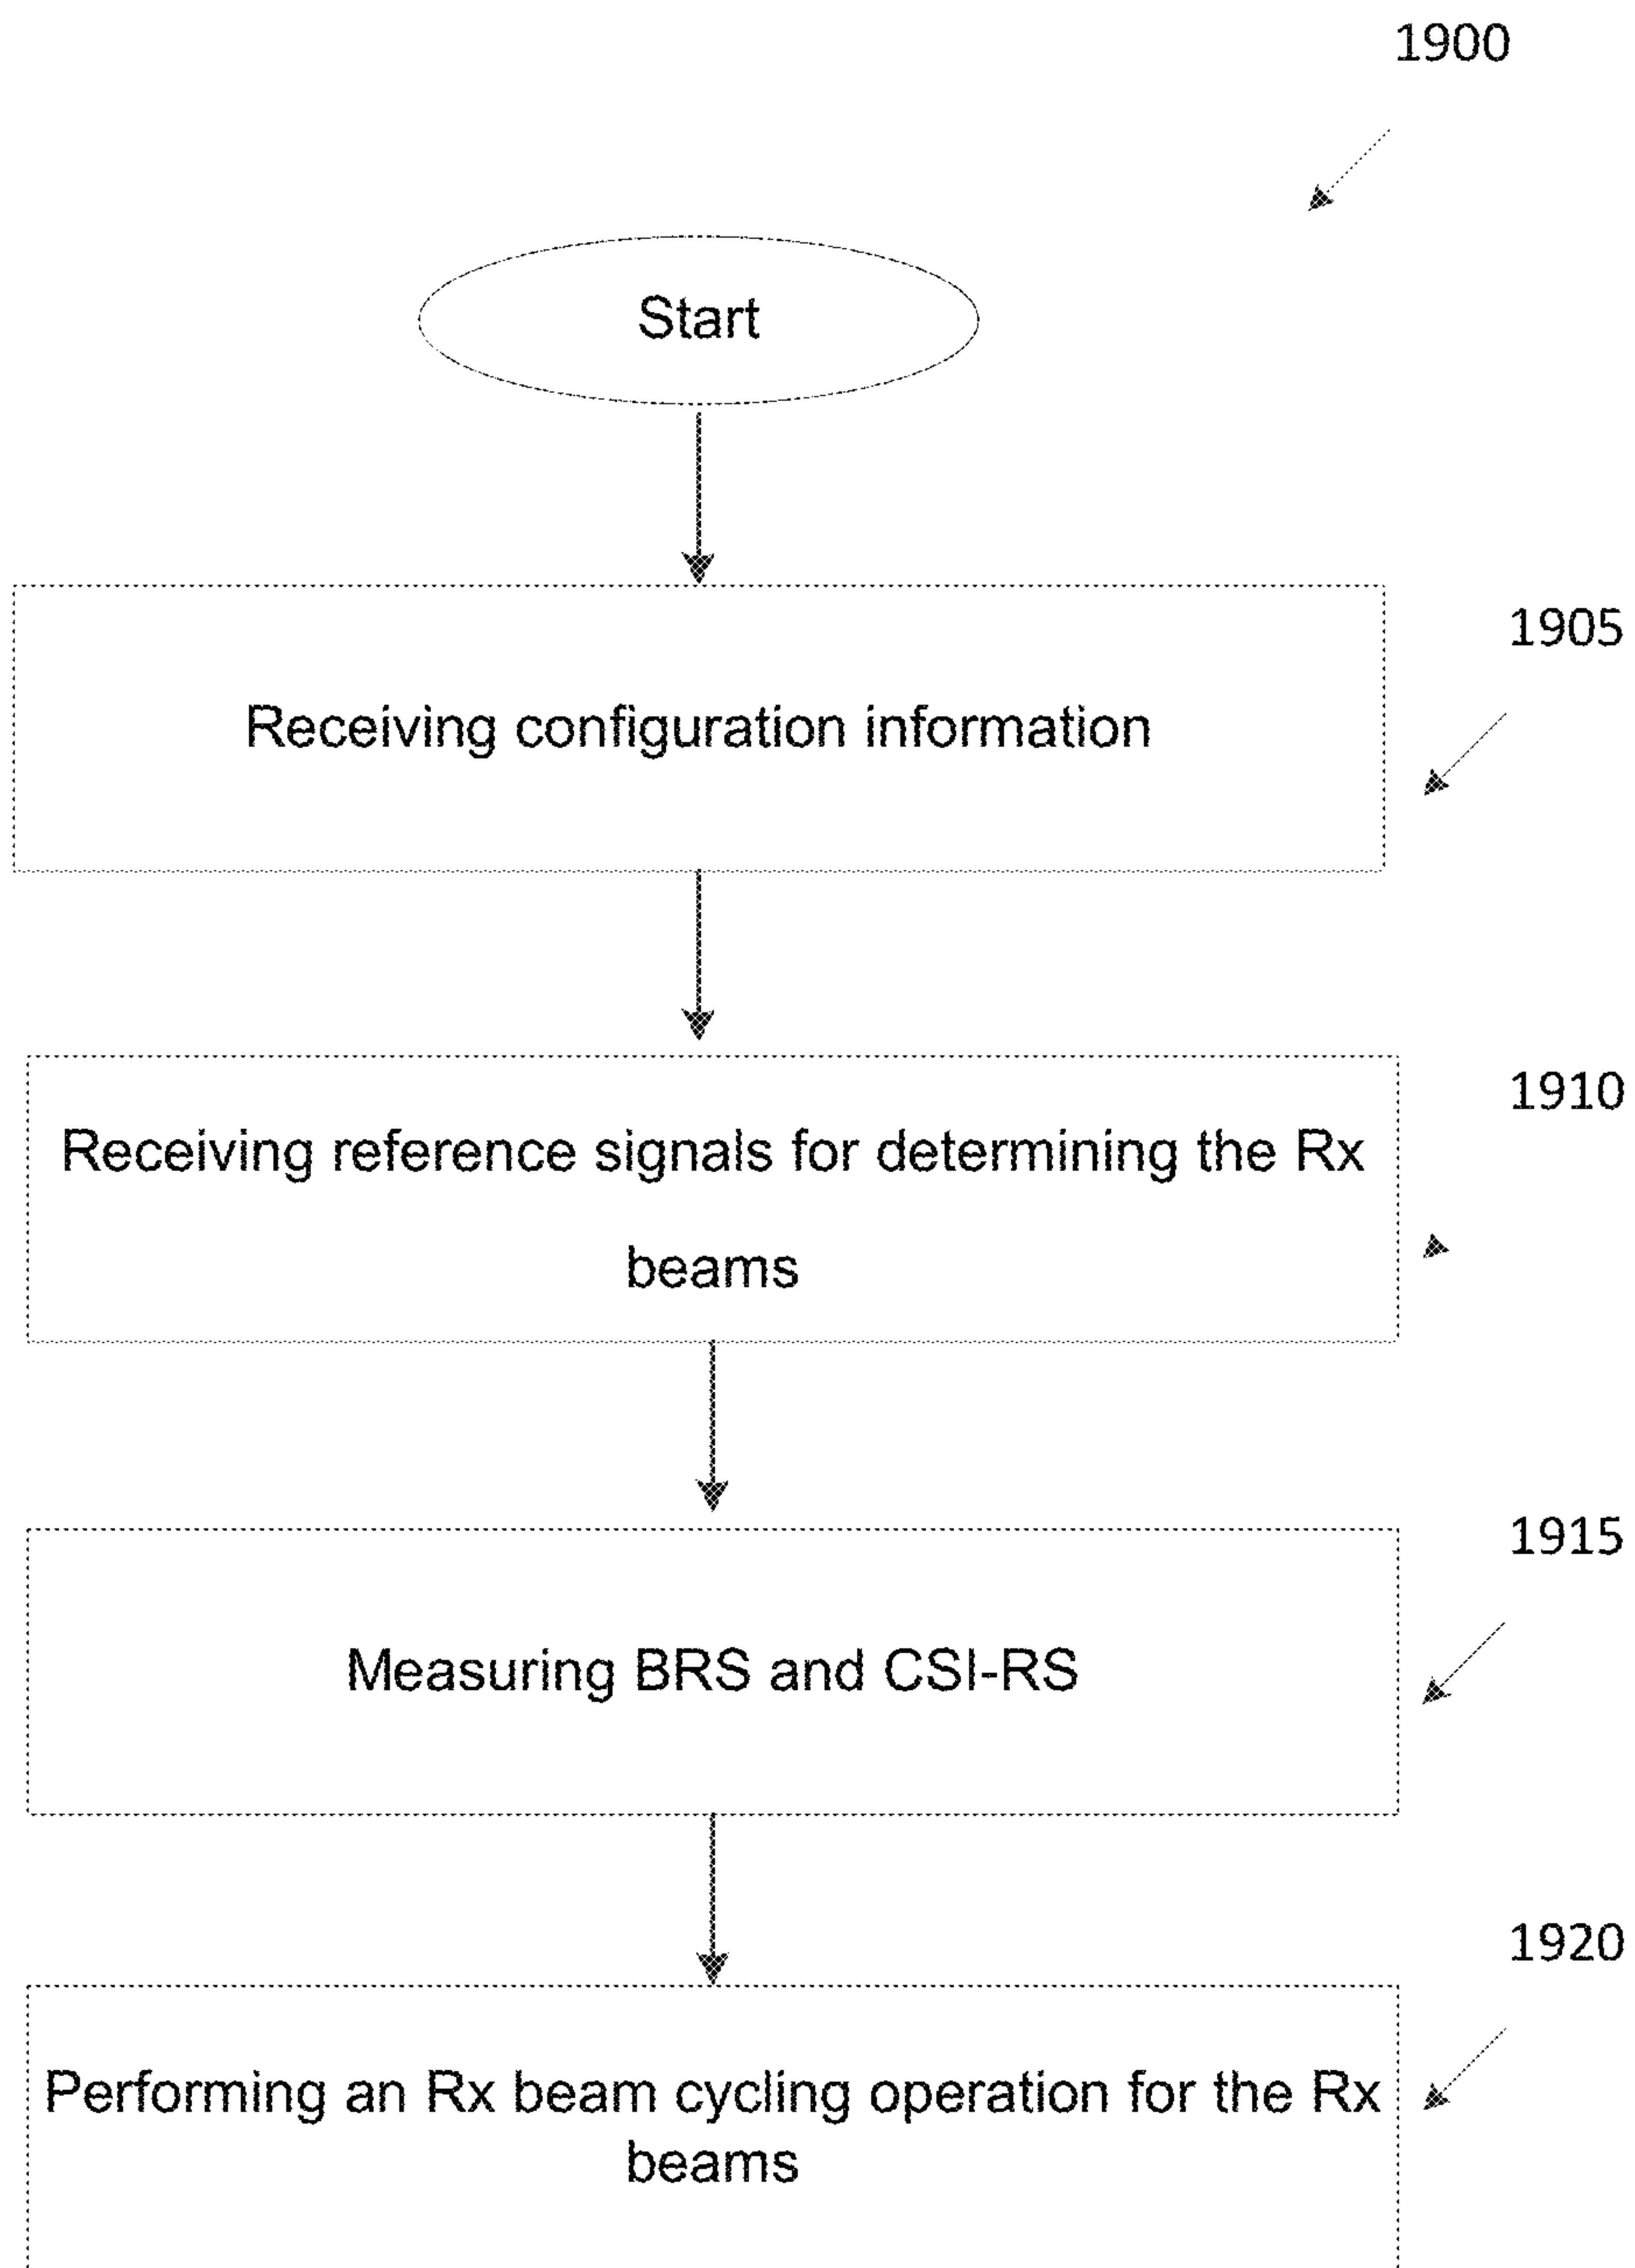 1900
Start
1905
Receiving configuration information
1910
Receiving reference signals for determining the Rx
beams
1915
Measuring BRS and CSI-RS
1920
Performing an Rx beam cycling operation for the Rx
beams